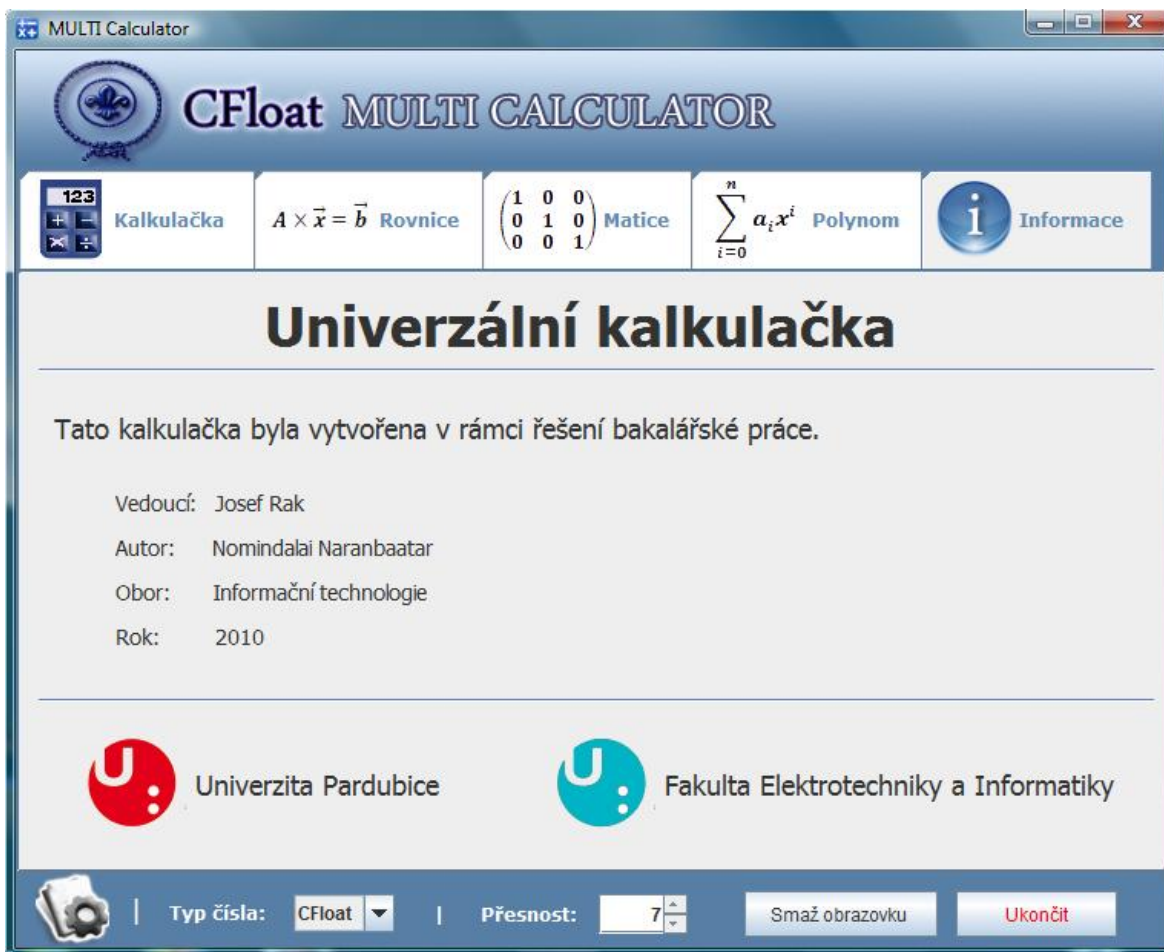 MULTI Calculator
CFloat MULTI CALCULATOR
123
Kalkulačka
A × x⃗ = b⃗ Rovnice
(1 0 0
0 1 0
0 0 1) Matice
n
∑ aᵢxⁱ Polynom
i=0
i Informace
Univerzální kalkulačka
Tato kalkulačka byla vytvořena v rámci řešení bakalářské práce.
Vedoucí: Josef Rak
Autor: Nomindalai Naranbaatar
Obor: Informační technologie
Rok: 2010
U: Univerzita Pardubice
U: Fakulta Elektrotechniky a Informatiky
| Typ čísla: CFloat | Přesnost: 7 Smaž obrazovku Ukončit